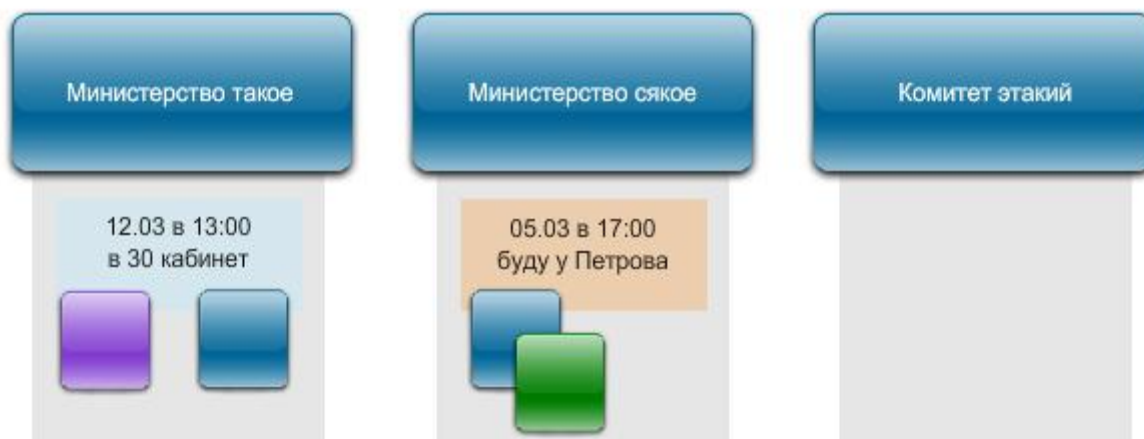 Министерство такое
Министерство сякое
Комитет этакий
12.03 в 13:00
в 30 кабинет
05.03 в 17:00
буду у Петрова